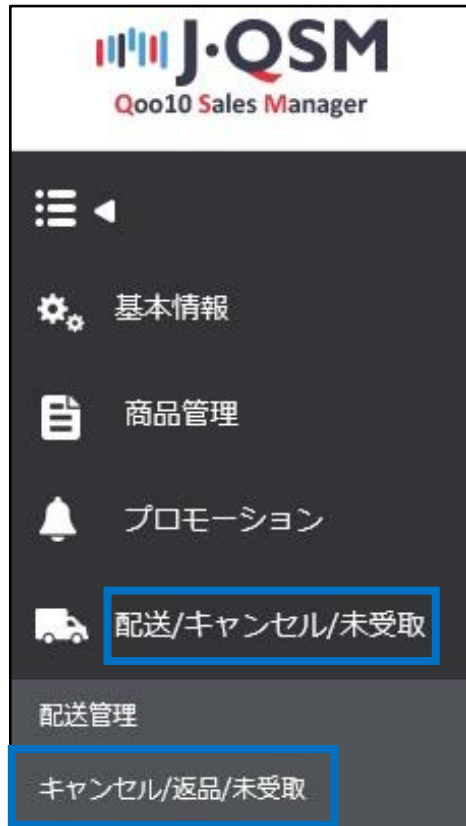 J·QSM
Qoo10 Sales Manager
基本情報
商品管理
プロモーション
配送/キャンセル/未受取
配送管理
キャンセル/返品/未受取